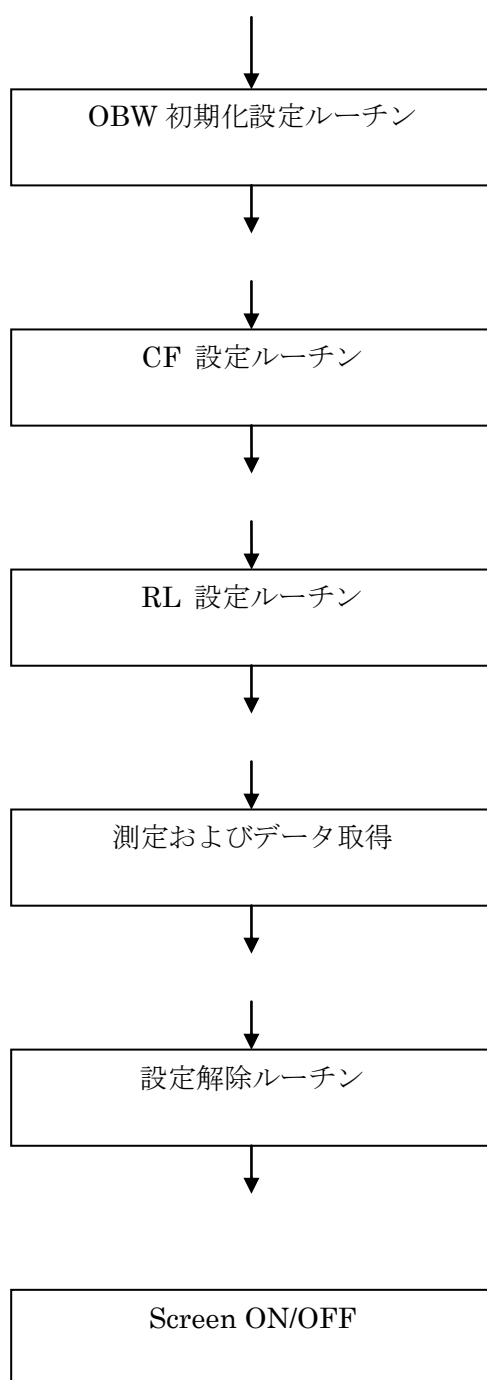 OBW 初期化設定ルーチン
CF 設定ルーチン
RL 設定ルーチン
測定およびデータ取得
設定解除ルーチン
Screen ON/OFF